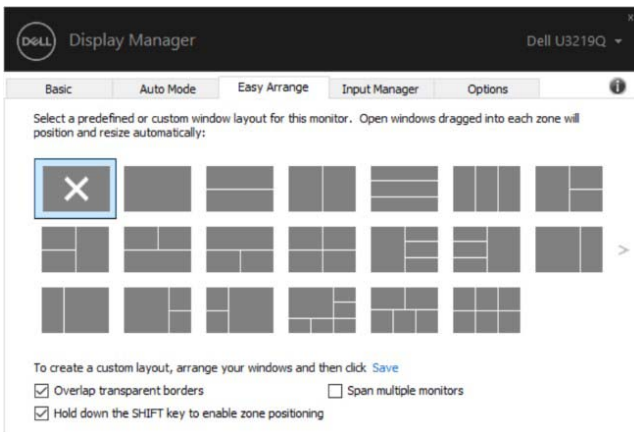 DELL Display Manager Dell U3219Q
Basic Auto Mode Easy Arrange Input Manager Options
Select a predefined or custom window layout for this monitor. Open windows dragged into each zone will
position and resize automatically:
To create a custom layout, arrange your windows and then click Save
Overlap transparent borders Span multiple monitors
Hold down the SHIFT key to enable zone positioning